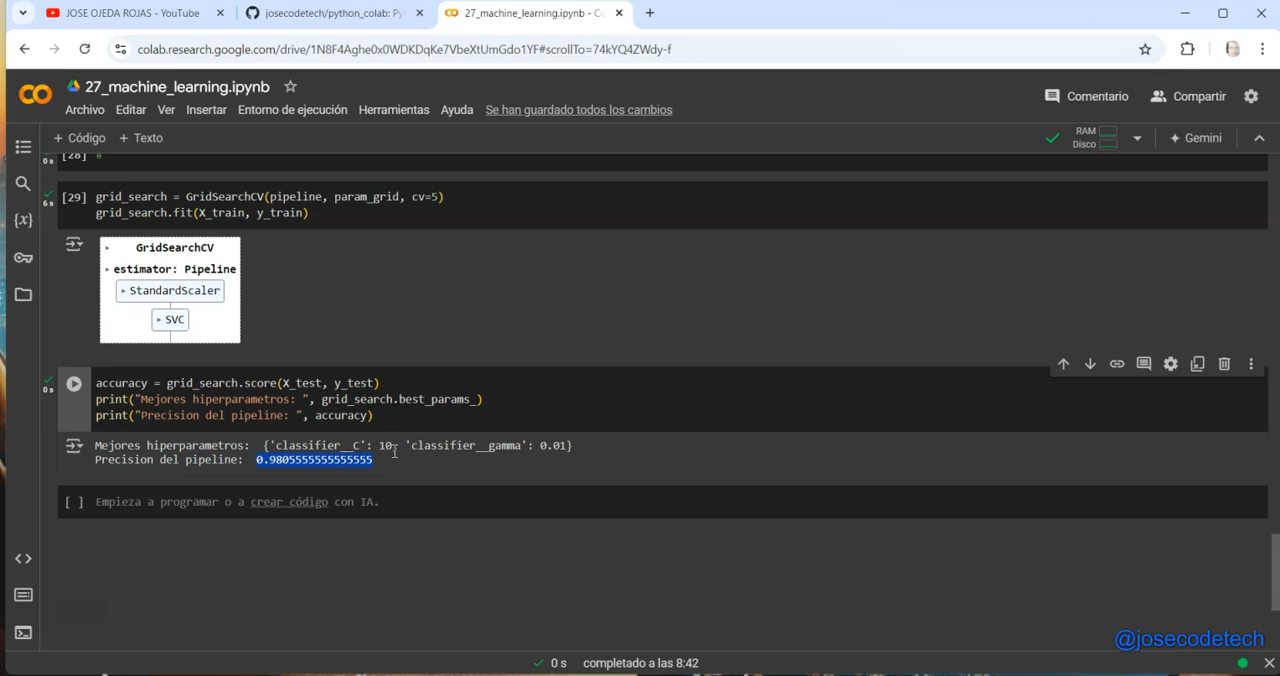 JOSE OJEDA ROJAS - YouTube
josecodetech/python_colab: Py
27_machine_learning.ipynb - Co
colab.research.google.com/drive/1N8F4Aghe0x0WDKDqKe7VbeXtUmGdo1YF#scrollTo=74kYQ4ZWdy-f
27_machine_learning.ipynb
Archivo Editar Ver Insertar Entorno de ejecución Herramientas Ayuda Se han guardado todos los cambios
Comentario Compartir
+ Código + Texto
RAM
Disco
Gemini
[28] #
0s
[29] grid_search = GridSearchCV(pipeline, param_grid, cv=5)
6s
grid_search.fit(X_train, y_train)
GridSearchCV
estimator: Pipeline
StandardScaler
SVC
accuracy = grid_search.score(X_test, y_test)
0s
print("Mejores hiperparametros: ", grid_search.best_params_)
print("Precision del pipeline: ", accuracy)
Mejores hiperparametros: {'classifier__C': 10, 'classifier__gamma': 0.01}
Precision del pipeline: 0.9805555555555555
[ ] Empieza a programar o a crear código con IA.
@josecodetech
0 s completado a las 8:42